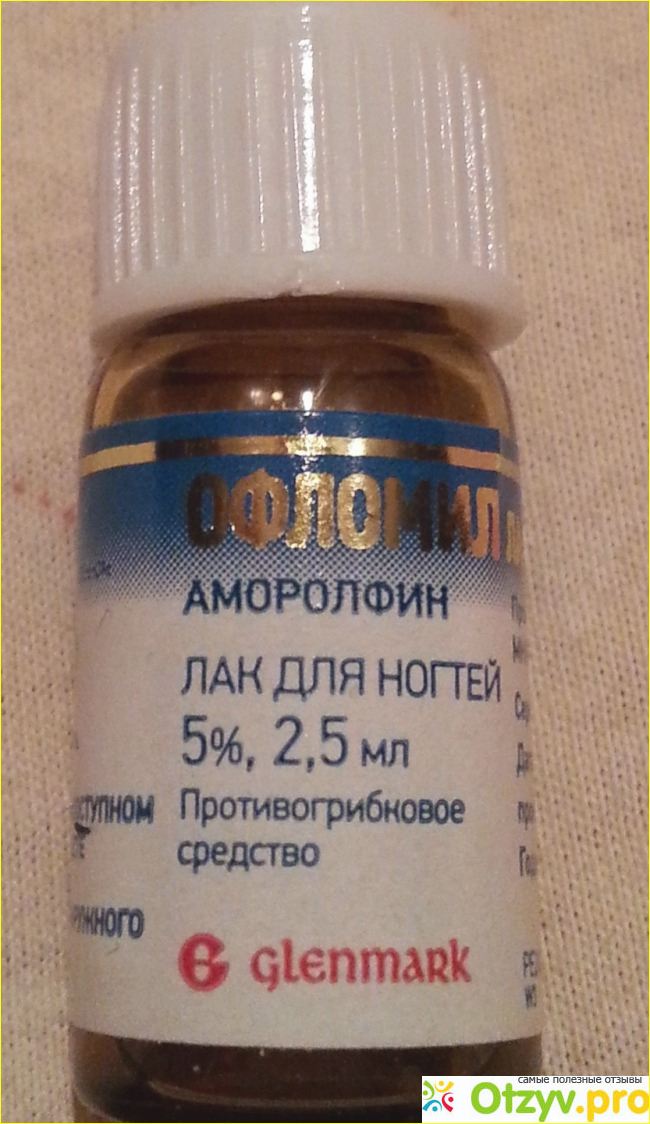 ОФЛОМИЛ
АМОРОЛФИН
ЛАК ДЛЯ НОГТЕЙ
5%, 2,5 мл
Противогрибковое
средство
GLENMARK
самые полезные отзывы
Otzyv.pro